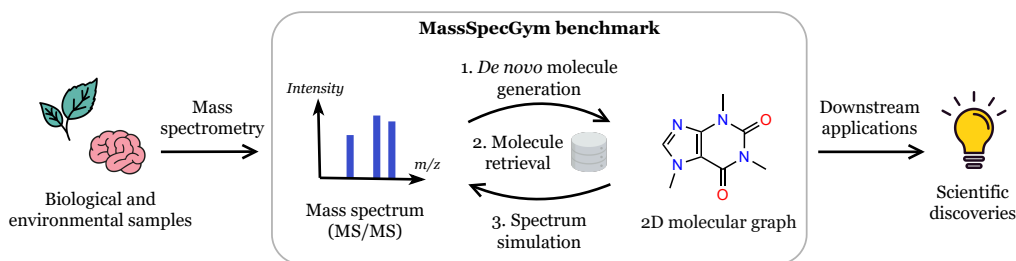 MassSpecGym benchmark
Mass
spectrometry
Biological and
environmental samples
Intensity
m/z
Mass spectrum
(MS/MS)
1. De novo molecule
generation
2. Molecule
retrieval
3. Spectrum
simulation
N
N
N
N
O
O
2D molecular graph
Downstream
applications
Scientific
discoveries